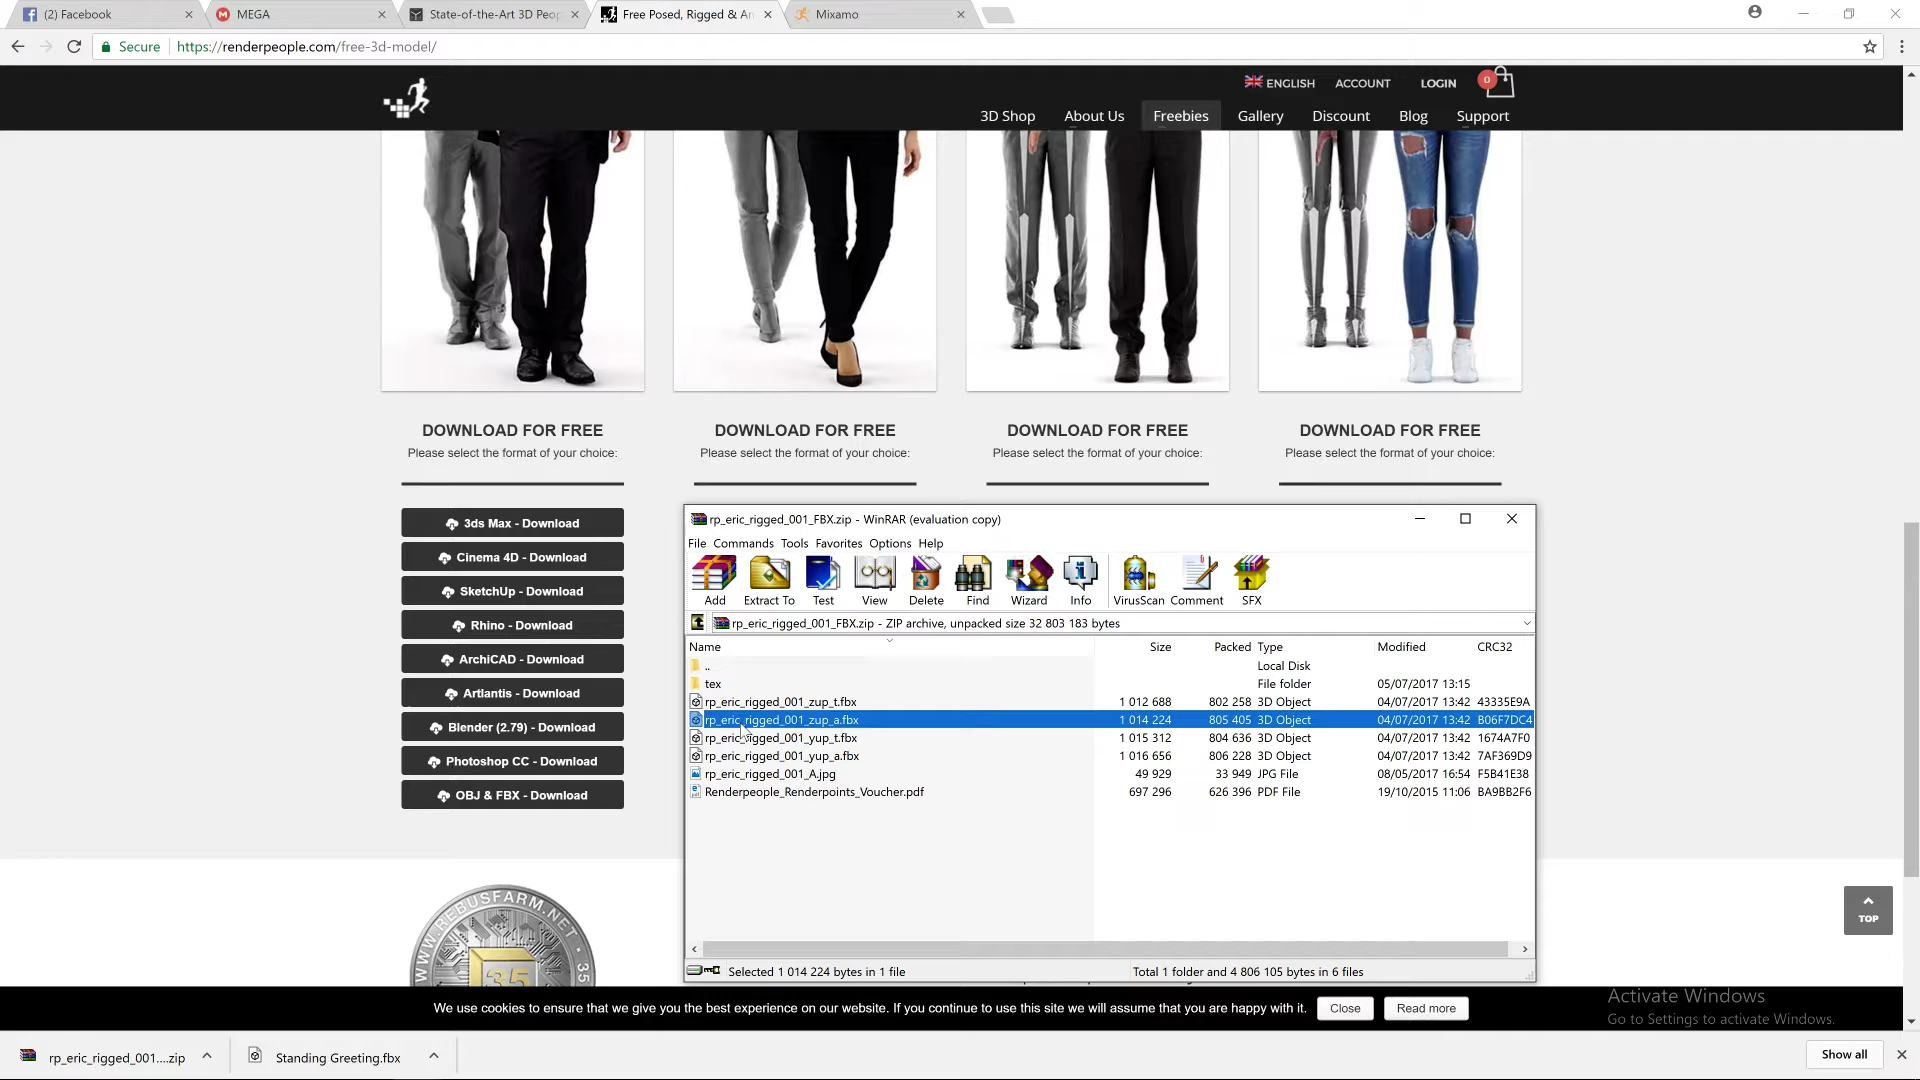 (2) Facebook
MEGA
State-of-the-Art 3D Peop
Free Posed, Rigged & An
Mixamo
Secure
https://renderpeople.com/free-3d-model/
ENGLISH
ACCOUNT
LOGIN
0
3D Shop
About Us
Freebies
Gallery
Discount
Blog
Support
DOWNLOAD FOR FREE
Please select the format of your choice:
DOWNLOAD FOR FREE
Please select the format of your choice:
DOWNLOAD FOR FREE
Please select the format of your choice:
DOWNLOAD FOR FREE
Please select the format of your choice:
3ds Max - Download
Cinema 4D - Download
SketchUp - Download
Rhino - Download
ArchiCAD - Download
Artlantis - Download
Blender (2.79) - Download
Photoshop CC - Download
OBJ & FBX - Download
rp_eric_rigged_001_FBX.zip - WinRAR (evaluation copy)
File Commands Tools Favorites Options Help
Add Extract To Test View Delete Find Wizard Info VirusScan Comment SFX
rp_eric_rigged_001_FBX.zip - ZIP archive, unpacked size 32 803 183 bytes
Name Size Packed Type Modified CRC32
.. Local Disk
tex File folder 05/07/2017 13:15
rp_eric_rigged_001_zup_t.fbx 1 012 688 802 258 3D Object 04/07/2017 13:42 43335E9A
rp_eric_rigged_001_zup_a.fbx 1 014 224 805 405 3D Object 04/07/2017 13:42 B06F7DC4
rp_eric_rigged_001_yup_t.fbx 1 015 312 804 636 3D Object 04/07/2017 13:42 1674A7F0
rp_eric_rigged_001_yup_a.fbx 1 016 656 806 228 3D Object 04/07/2017 13:42 7AF369D9
rp_eric_rigged_001_A.jpg 49 929 33 949 JPG File 08/05/2017 16:54 F5B41E38
Renderpeople_Renderpoints_Voucher.pdf 697 296 626 396 PDF File 19/10/2015 11:06 BA9BB2F6
Selected 1 014 224 bytes in 1 file
Total 1 folder and 4 806 105 bytes in 6 files
WWW.REBUSFARM.NET
35
35
TOP
We use cookies to ensure that we give you the best experience on our website. If you continue to use this site we will assume that you are happy with it.
Close
Read more
Activate Windows
Go to Settings to activate Windows.
rp_eric_rigged_001....zip
Standing Greeting.fbx
Show all